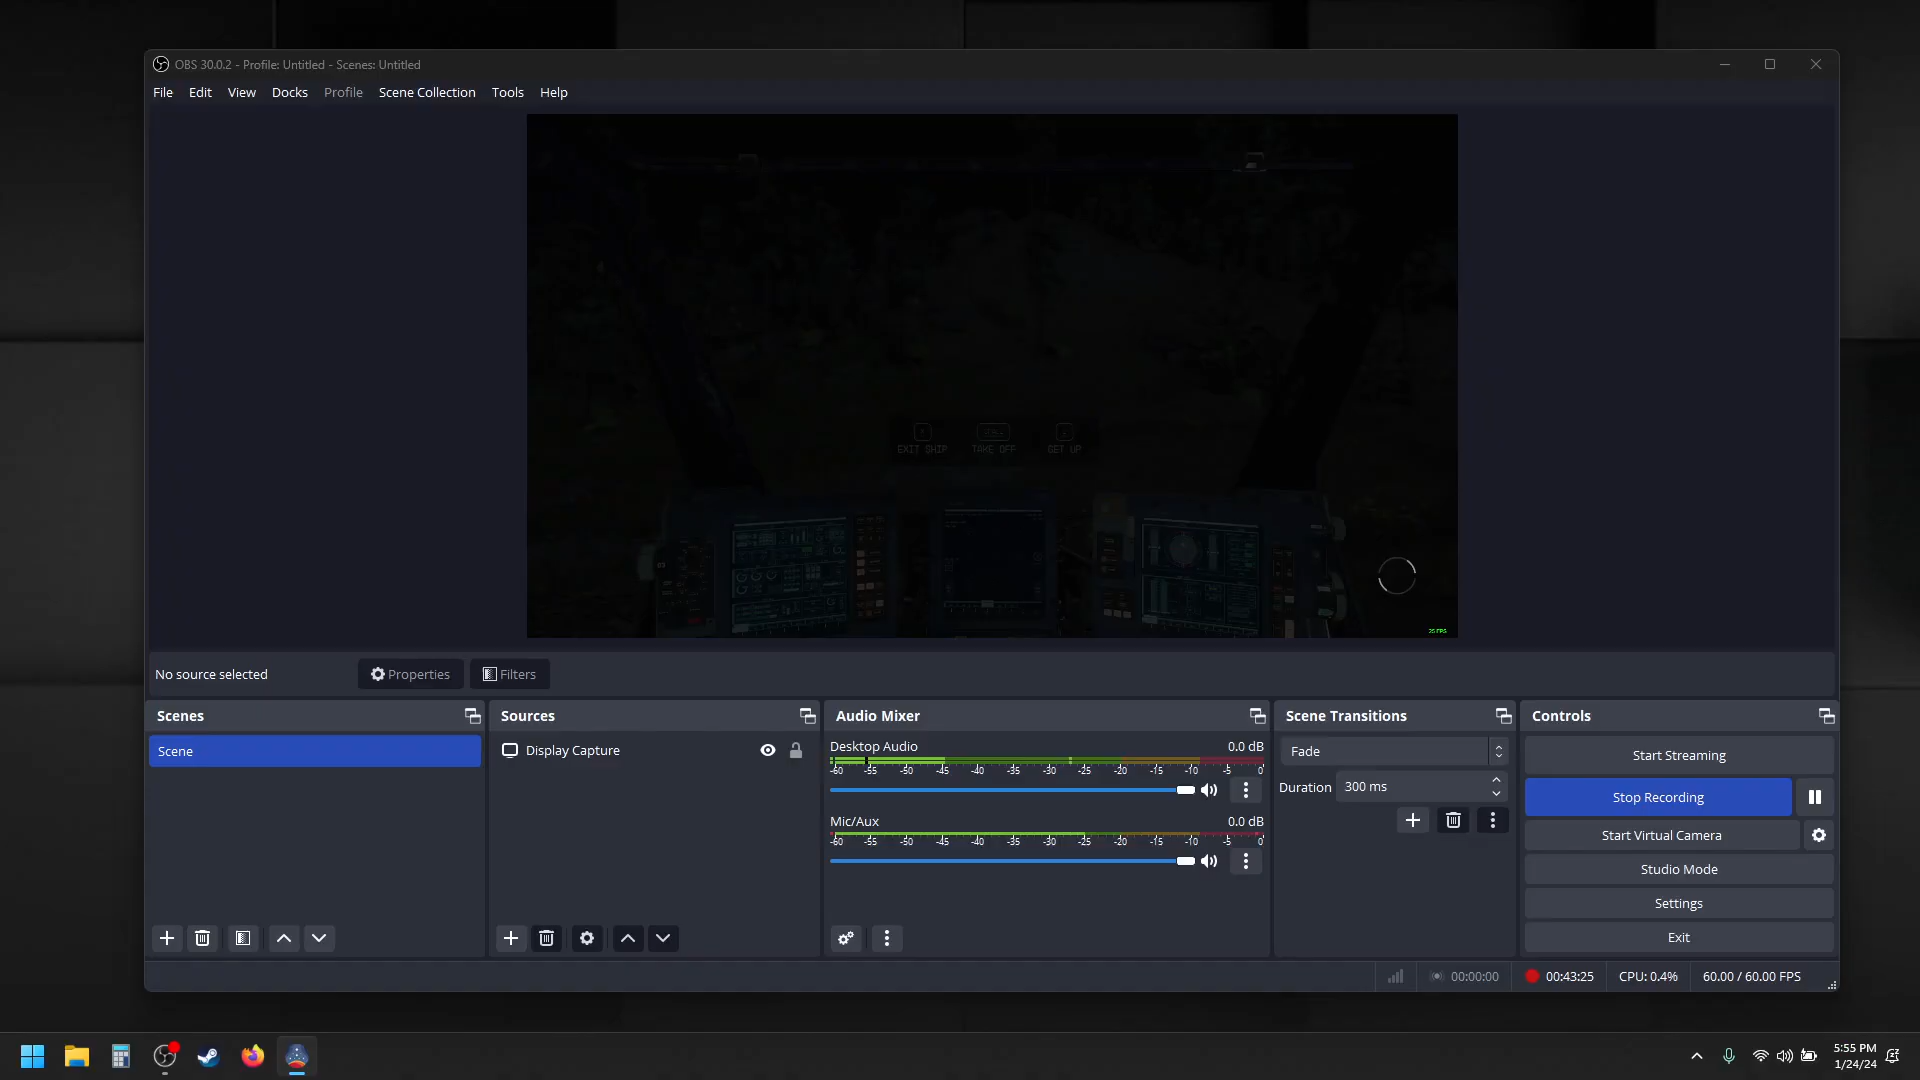 OBS 30.0.2 - Profile: Untitled - Scenes: Untitled
File Edit View Docks Profile Scene Collection Tools Help
EXIT SHIP TAKE OFF GET UP
25 FPS
No source selected Properties Filters
Scenes
Scene
Sources
Display Capture
Audio Mixer
Desktop Audio 0.0 dB
-60 -55 -50 -45 -40 -35 -30 -25 -20 -15 -10 -5 0
Mic/Aux 0.0 dB
-60 -55 -50 -45 -40 -35 -30 -25 -20 -15 -10 -5 0
Scene Transitions
Fade
Duration 300 ms
Controls
Start Streaming
Stop Recording
Start Virtual Camera
Studio Mode
Settings
Exit
00:00:00 00:43:25 CPU: 0.4% 60.00 / 60.00 FPS
5:55 PM
1/24/24